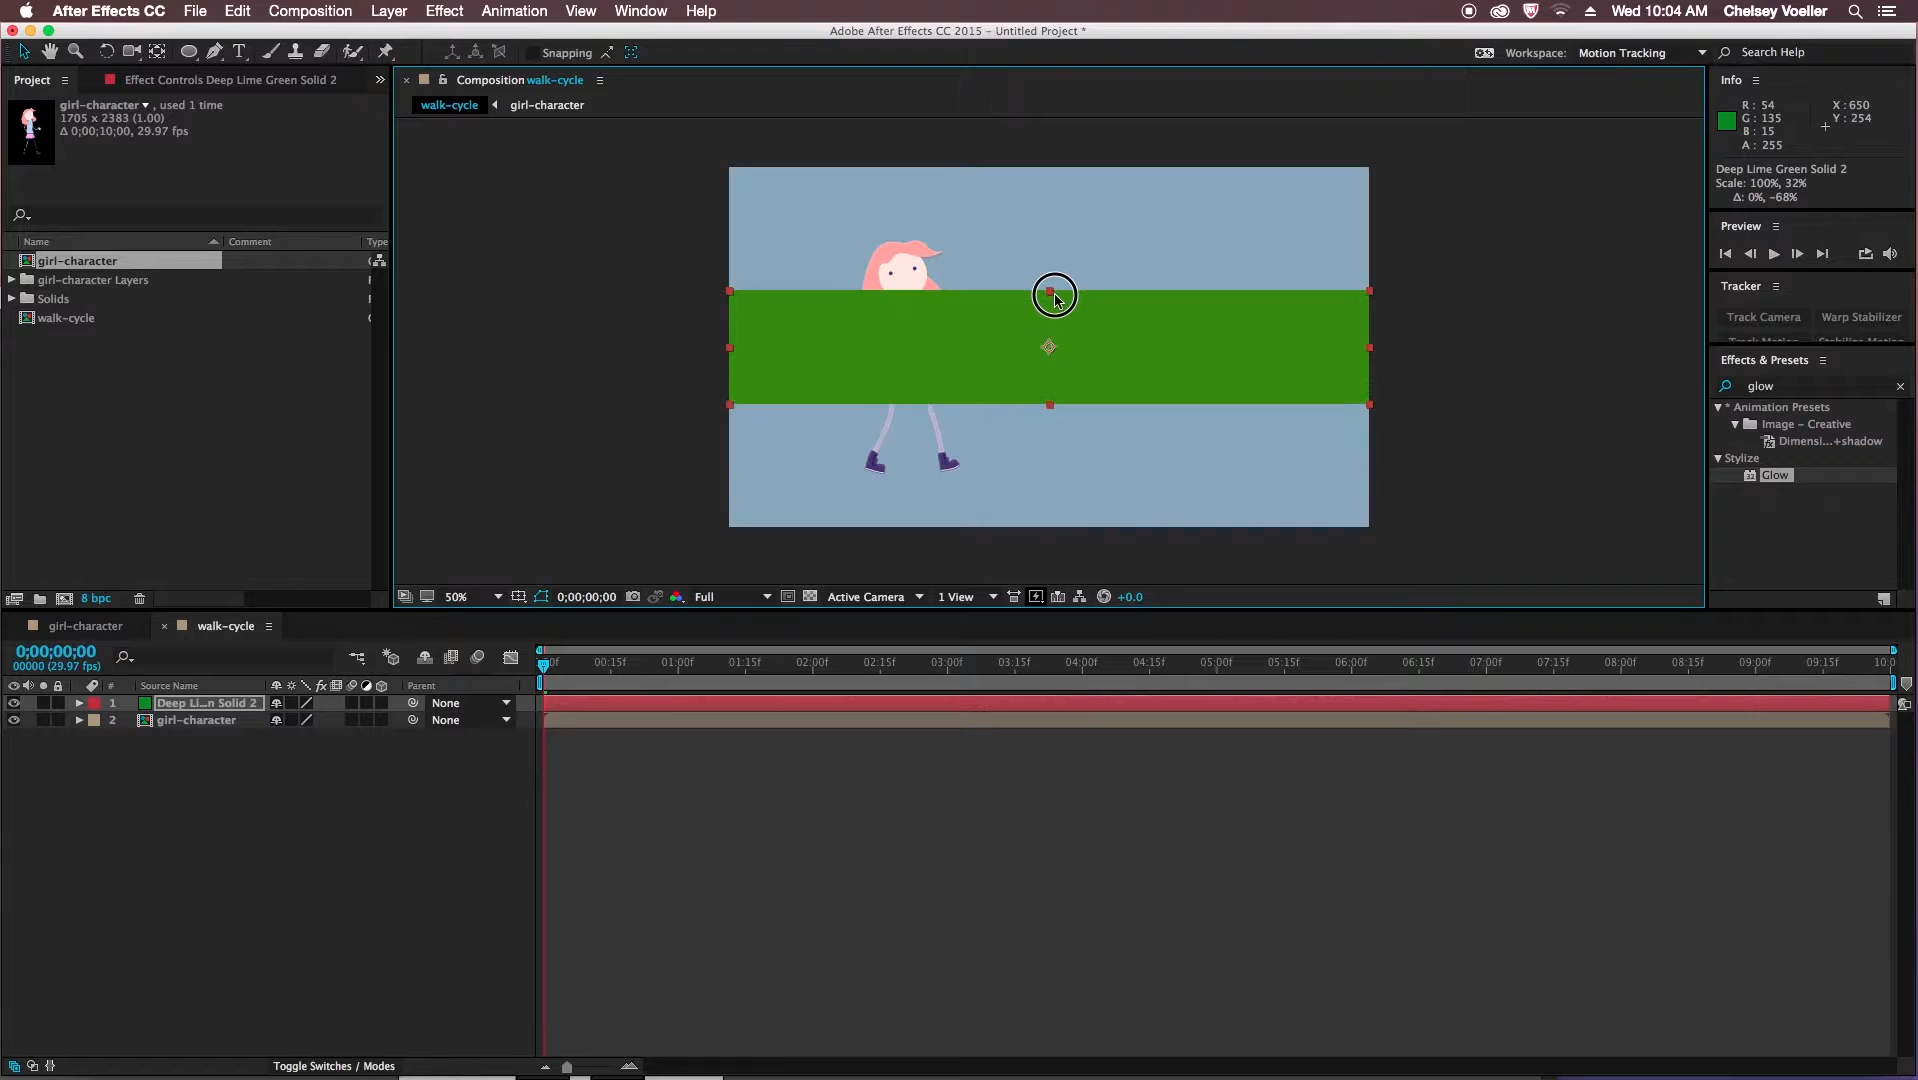 After Effects CC File Edit Composition Layer Effect Animation View Window Help
Wed 10:04 AM Chelsey Voeller
Adobe After Effects CC 2015 – Untitled Project *
Snapping
Workspace: Motion Tracking
Search Help
Project
Effect Controls Deep Lime Green Solid 2
Composition walk-cycle
walk-cycle girl-character
girl-character , used 1 time
1705 x 2383 (1.00)
Δ 0;00;10;00, 29.97 fps
Name Comment Type
girl-character
girl-character Layers
Solids
walk-cycle
8 bpc
50% 0;00;00;00 Full Active Camera 1 View +0.0
Info
R : 54 X : 650
G : 135 Y : 254
B : 15
A : 255
Deep Lime Green Solid 2
Scale: 100%, 32%
Δ: 0%, -68%
Preview
Tracker
Track Camera Warp Stabilizer
Effects & Presets
glow
* Animation Presets
Image – Creative
Dimensi...+shadow
Stylize
Glow
girl-character walk-cycle
0;00;00;00
00000 (29.97 fps)
00:15f 01:00f 01:15f 02:00f 02:15f 03:00f 03:15f 04:00f 04:15f 05:00f 05:15f 06:00f 06:15f 07:00f 07:15f 08:00f 08:15f 09:00f 09:15f 10:0
# Source Name Parent
1 Deep Li...n Solid 2 None
2 girl-character None
Toggle Switches / Modes